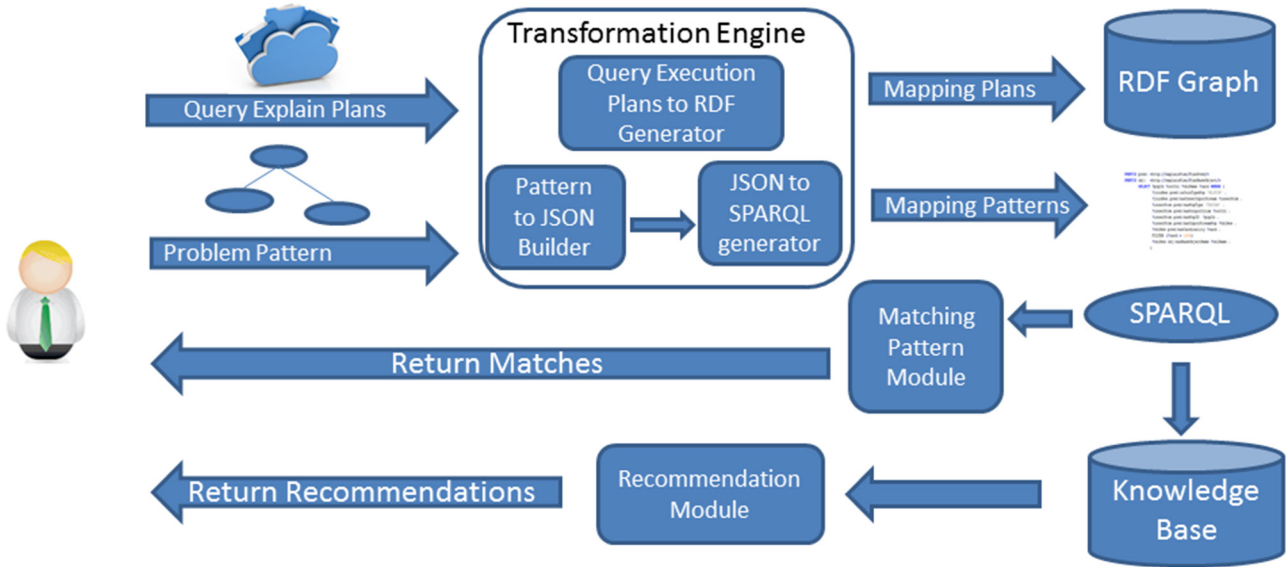 Transformation Engine
Query Execution
Plans to RDF
Generator
Query Explain Plans
Mapping Plans
RDF Graph
Pattern
to JSON
Builder
JSON to
SPARQL
generator
Mapping Patterns
Problem Pattern
Matching
Pattern
Module
SPARQL
Return Matches
Return Recommendations
Recommendation
Module
Knowledge
Base